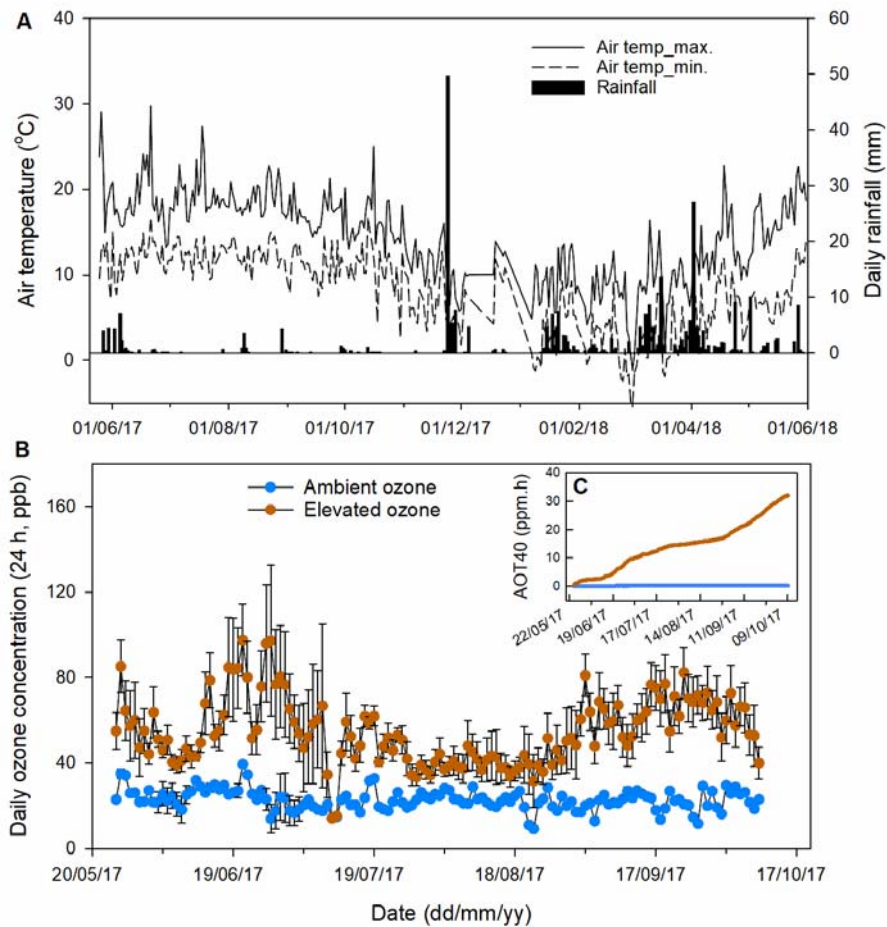 A
Air temperature (°C)
40
30
20
10
0
Air temp_max.
Air temp_min.
Rainfall
60
50
40
30
20
10
0
Daily rainfall (mm)
01/06/17 01/08/17 01/10/17 01/12/17 01/02/18 01/04/18 01/06/18
B
Daily ozone concentration (24 h, ppb)
160
120
80
40
0
Ambient ozone
Elevated ozone
C
AOT40 (ppm.h)
40
30
20
10
0
22/05/17 19/06/17 17/07/17 14/08/17 11/09/17 09/10/17
20/05/17 19/06/17 19/07/17 18/08/17 17/09/17 17/10/17
Date (dd/mm/yy)